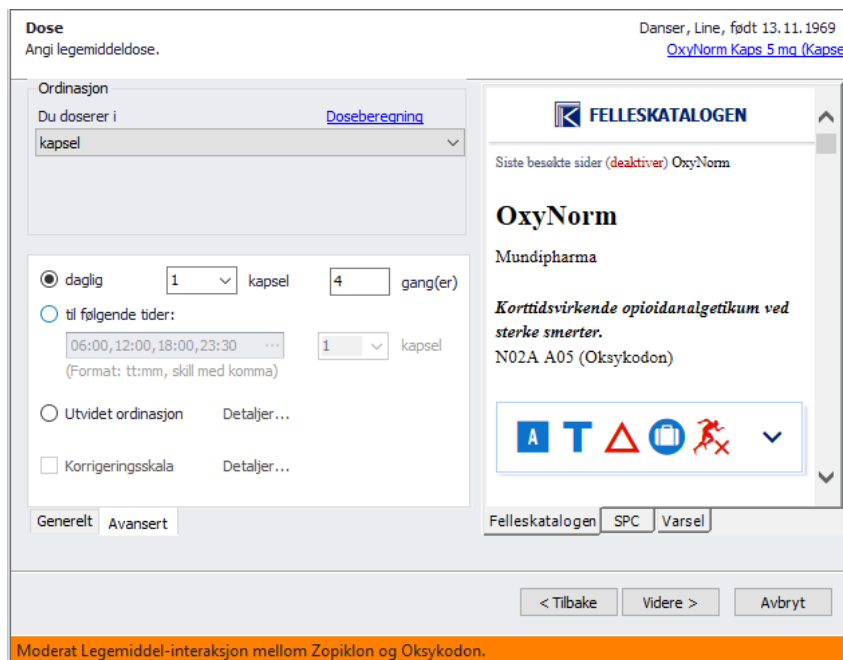 Dose
Angi legemiddeldose.
Danser, Line, født 13.11.1969
OxyNorm Kaps 5 mg (Kapse
Ordinasjon
Du doserer i
Doseberegning
kapsel
daglig
1
kapsel
4
gang(er)
til følgende tider:
06:00,12:00,18:00,23:30 ...
1
kapsel
(Format: tt:mm, skill med komma)
Utvidet ordinasjon
Detaljer...
Korrigeringsskala
Detaljer...
Generelt
Avansert
FELLESKATALOGEN
Siste besøkte sider (deaktiver) OxyNorm
OxyNorm
Mundipharma
Korttidsvirkende opioidanalgetikum ved
sterke smerter.
N02A A05 (Oksykodon)
A T
Felleskatalogen
SPC
Varsel
< Tilbake
Videre >
Avbryt
Moderat Legemiddel-interaksjon mellom Zopiklon og Oksykodon.